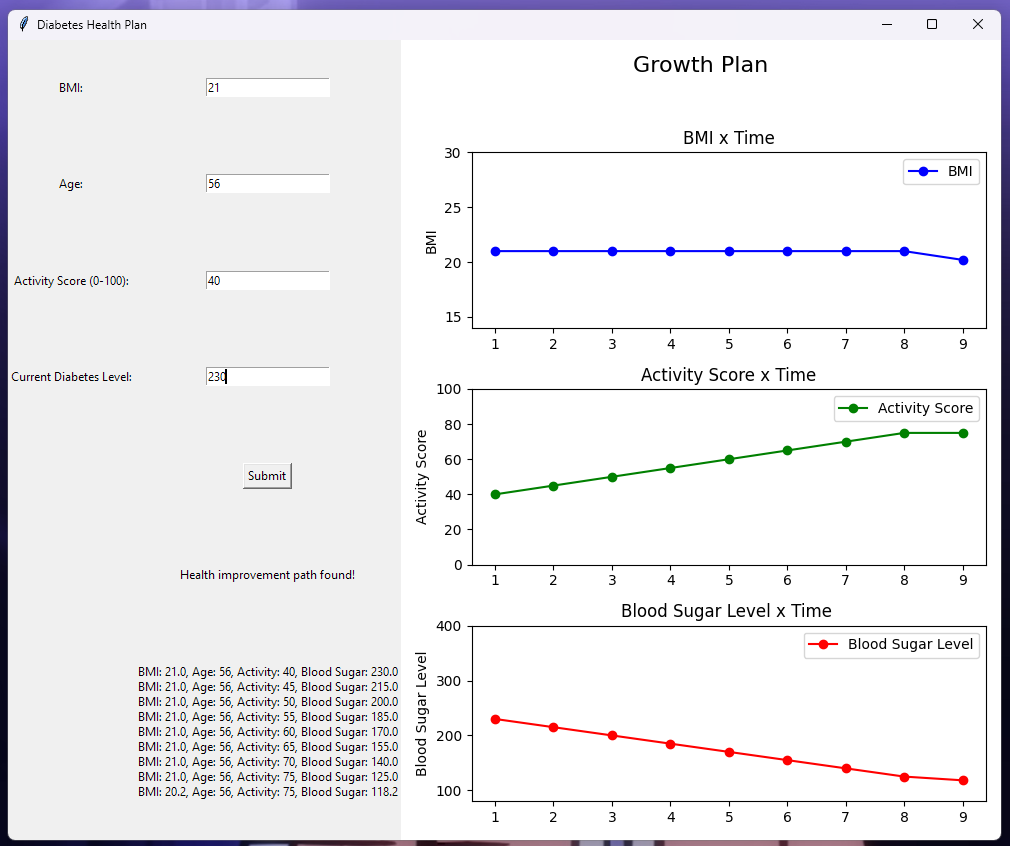 Diabetes Health Plan
BMI:
21
Age:
56
Activity Score (0-100):
40
Current Diabetes Level:
230
Submit
Health improvement path found!
BMI: 21.0, Age: 56, Activity: 40, Blood Sugar: 230.0
BMI: 21.0, Age: 56, Activity: 45, Blood Sugar: 215.0
BMI: 21.0, Age: 56, Activity: 50, Blood Sugar: 200.0
BMI: 21.0, Age: 56, Activity: 55, Blood Sugar: 185.0
BMI: 21.0, Age: 56, Activity: 60, Blood Sugar: 170.0
BMI: 21.0, Age: 56, Activity: 65, Blood Sugar: 155.0
BMI: 21.0, Age: 56, Activity: 70, Blood Sugar: 140.0
BMI: 21.0, Age: 56, Activity: 75, Blood Sugar: 125.0
BMI: 20.2, Age: 56, Activity: 75, Blood Sugar: 118.2
Growth Plan
BMI x Time
BMI
30
25
20
15
BMI
1 2 3 4 5 6 7 8 9
Activity Score x Time
Activity Score
100
80
60
40
20
0
Activity Score
1 2 3 4 5 6 7 8 9
Blood Sugar Level x Time
Blood Sugar Level
400
300
200
100
Blood Sugar Level
1 2 3 4 5 6 7 8 9